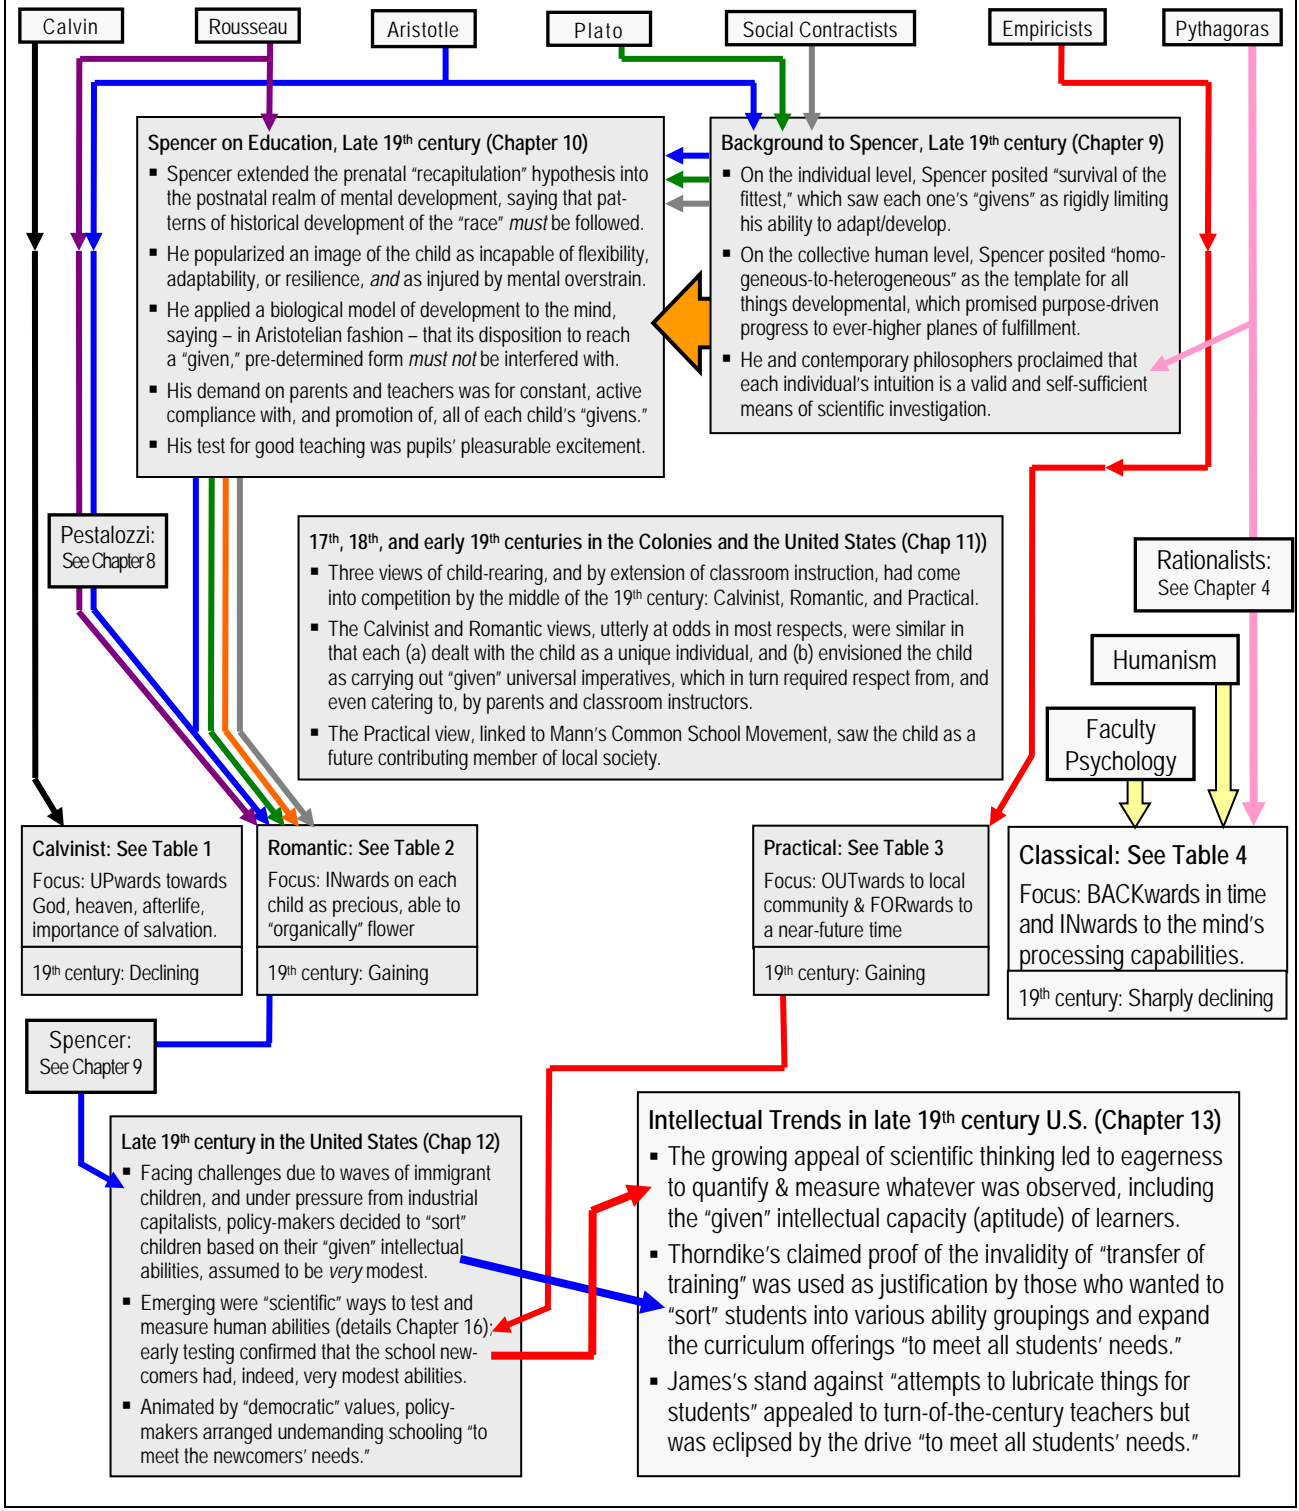 Calvin
Rousseau
Aristotle
Plato
Social Contractists
Empiricists
Pythagoras
Spencer on Education, Late 19th century (Chapter 10)
▪ Spencer extended the prenatal “recapitulation” hypothesis into
the postnatal realm of mental development, saying that pat-
terns of historical development of the “race” must be followed.
▪ He popularized an image of the child as incapable of flexibility,
adaptability, or resilience, and as injured by mental overstrain.
▪ He applied a biological model of development to the mind,
saying – in Aristotelian fashion – that its disposition to reach
a “given,” pre-determined form must not be interfered with.
▪ His demand on parents and teachers was for constant, active
compliance with, and promotion of, all of each child’s “givens.”
▪ His test for good teaching was pupils’ pleasurable excitement.
Background to Spencer, Late 19th century (Chapter 9)
▪ On the individual level, Spencer posited “survival of the
fittest,” which saw each one’s “givens” as rigidly limiting
his ability to adapt/develop.
▪ On the collective human level, Spencer posited “homo-
geneous-to-heterogeneous” as the template for all
things developmental, which promised purpose-driven
progress to ever-higher planes of fulfillment.
▪ He and contemporary philosophers proclaimed that
each individual’s intuition is a valid and self-sufficient
means of scientific investigation.
Pestalozzi:
See Chapter 8
17th, 18th, and early 19th centuries in the Colonies and the United States (Chap 11))
▪ Three views of child-rearing, and by extension of classroom instruction, had come
into competition by the middle of the 19th century: Calvinist, Romantic, and Practical.
▪ The Calvinist and Romantic views, utterly at odds in most respects, were similar in
that each (a) dealt with the child as a unique individual, and (b) envisioned the child
as carrying out “given” universal imperatives, which in turn required respect from, and
even catering to, by parents and classroom instructors.
▪ The Practical view, linked to Mann’s Common School Movement, saw the child as a
future contributing member of local society.
Rationalists:
See Chapter 4
Humanism
Faculty
Psychology
Calvinist: See Table 1
Focus: UPwards towards
God, heaven, afterlife,
importance of salvation.
19th century: Declining
Romantic: See Table 2
Focus: INwards on each
child as precious, able to
“organically” flower
19th century: Gaining
Practical: See Table 3
Focus: OUTwards to local
community & FORwards to
a near-future time
19th century: Gaining
Classical: See Table 4
Focus: BACKwards in time
and INwards to the mind’s
processing capabilities.
19th century: Sharply declining
Spencer:
See Chapter 9
Late 19th century in the United States (Chap 12)
▪ Facing challenges due to waves of immigrant
children, and under pressure from industrial
capitalists, policy-makers decided to “sort”
children based on their “given” intellectual
abilities, assumed to be very modest.
▪ Emerging were “scientific” ways to test and
measure human abilities (details Chapter 16);
early testing confirmed that the school new-
comers had, indeed, very modest abilities.
▪ Animated by “democratic” values, policy-
makers arranged undemanding schooling “to
meet the newcomers’ needs.”
Intellectual Trends in late 19th century U.S. (Chapter 13)
▪ The growing appeal of scientific thinking led to eagerness
to quantify & measure whatever was observed, including
the “given” intellectual capacity (aptitude) of learners.
▪ Thorndike’s claimed proof of the invalidity of “transfer of
training” was used as justification by those who wanted to
“sort” students into various ability groupings and expand
the curriculum offerings “to meet all students’ needs.”
▪ James’s stand against “attempts to lubricate things for
students” appealed to turn-of-the-century teachers but
was eclipsed by the drive “to meet all students’ needs.”